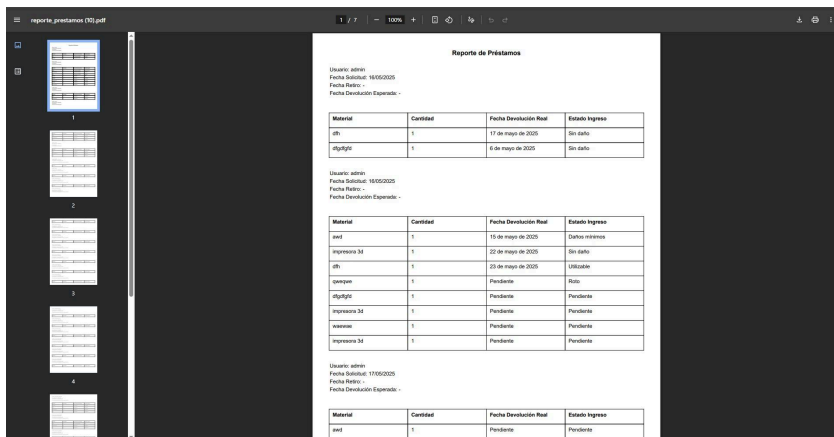 reporte_prestamos (10).pdf
1 / 7
100%
1
2
3
4
Reporte de Préstamos
Usuario: admin
Fecha Solicitud: 16/05/2025
Fecha Retiro: -
Fecha Devolución Esperada: -
Material Cantidad Fecha Devolución Real Estado Ingreso
dfh 1 17 de mayo de 2025 Sin daño
dfgdfgfd 1 6 de mayo de 2025 Sin daño
Usuario: admin
Fecha Solicitud: 16/05/2025
Fecha Retiro: -
Fecha Devolución Esperada: -
Material Cantidad Fecha Devolución Real Estado Ingreso
awd 1 15 de mayo de 2025 Daños mínimos
impresora 3d 1 22 de mayo de 2025 Sin daño
dfh 1 23 de mayo de 2025 Utilizable
qweqwe 1 Pendiente Roto
dfgdfgfd 1 Pendiente Pendiente
impresora 3d 1 Pendiente Pendiente
waewae 1 Pendiente Pendiente
impresora 3d 1 Pendiente Pendiente
Usuario: admin
Fecha Solicitud: 17/05/2025
Fecha Retiro: -
Fecha Devolución Esperada: -
Material Cantidad Fecha Devolución Real Estado Ingreso
awd 1 Pendiente Pendiente